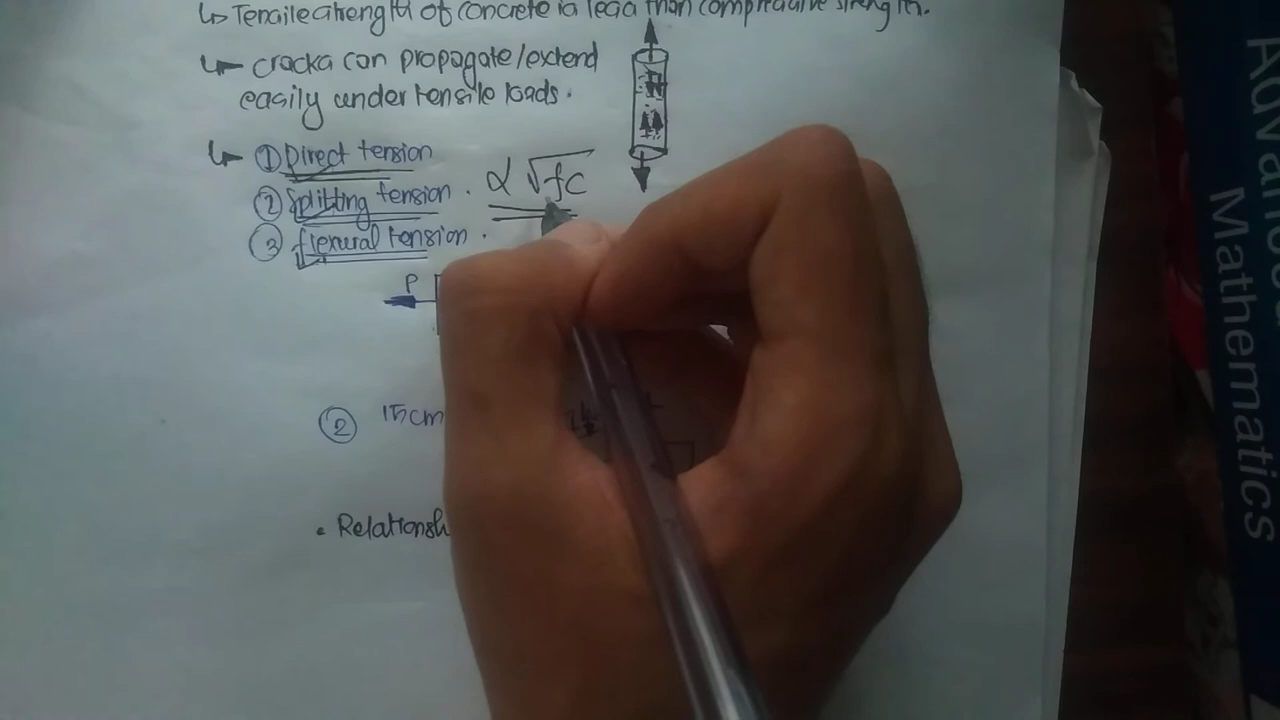 ↳ Tensile strength of concrete is less than compressive strength.
↳ cracks can propagate/extend
easily under tensile loads.
↳ ① Direct tension
② Splitting tension. α √fc
③ flexural tension.
P
② 15cm
• Relationsh
Mathematics